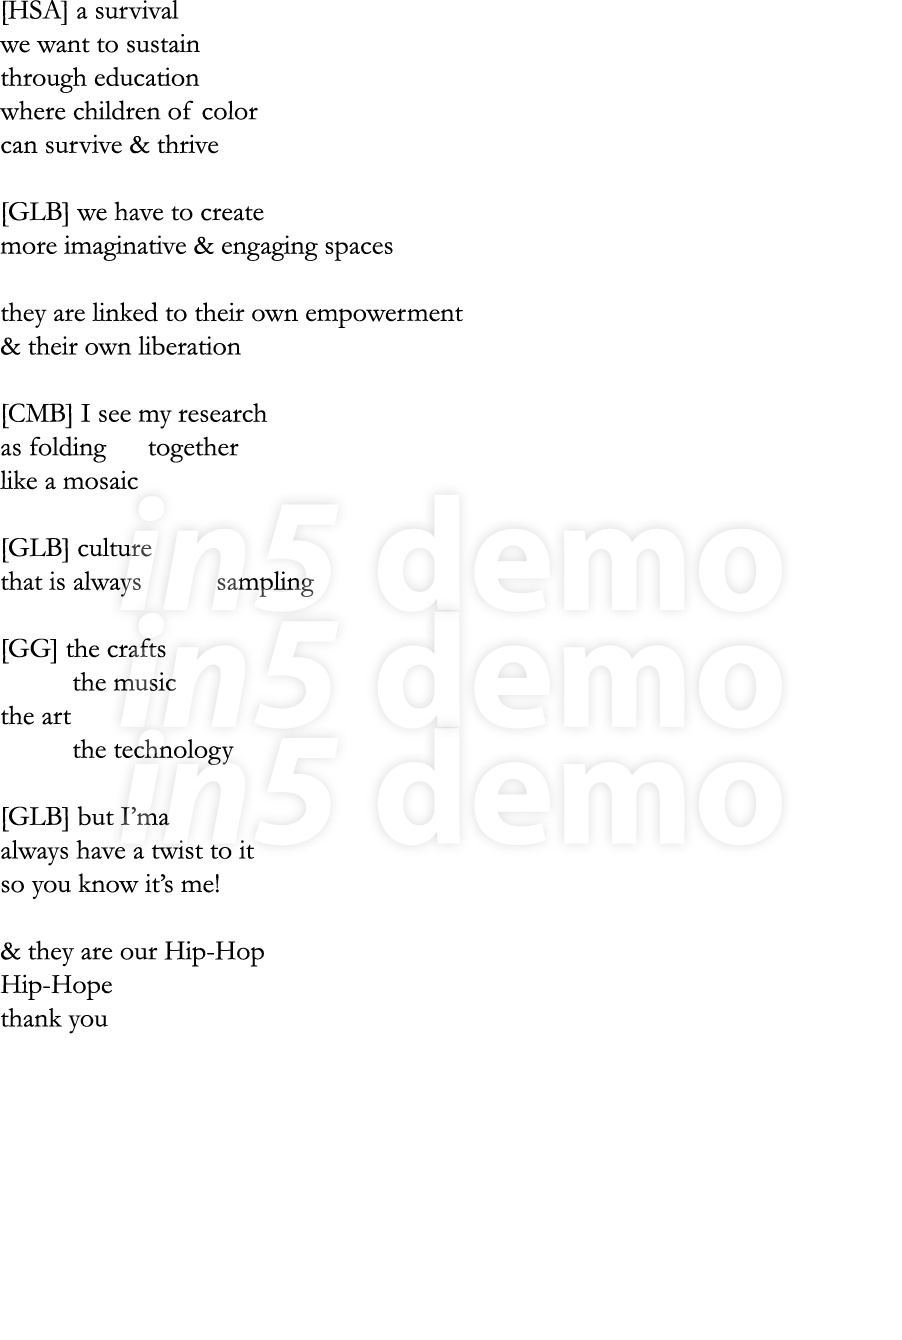 [HSA] a survival
we want to sustain
through education
where children of color
can survive & thrive
[GLB] we have to create
more imaginative & engaging spaces
they are linked to their own empowerment
& their own liberation
[CMB] I see my research
as folding together
like a mosaic
[GLB] culture
that is always sampling
[GG] the crafts
the music
the art
the technology
[GLB] but I’ma
always have a twist to it
so you know it’s me!
& they are our Hip-Hop
Hip-Hope
thank you
in5 demo
in5 demo
in5 demo